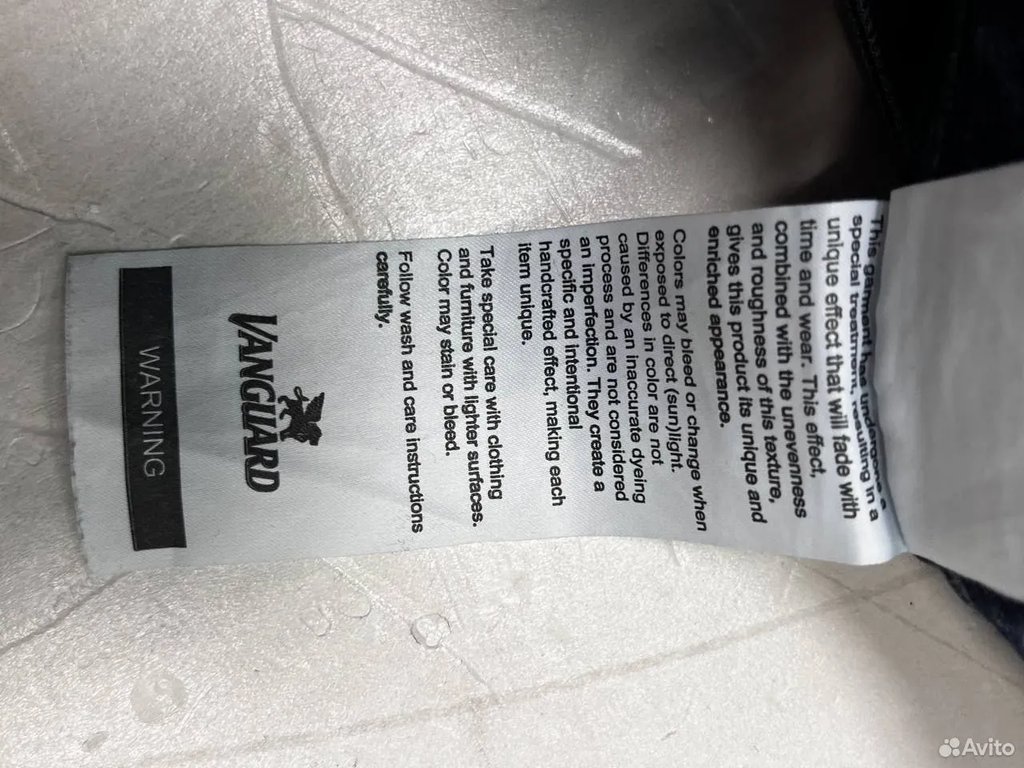 This garment has undergone a
special treatment, resulting in a
unique effect that will fade with
time and wear. This effect,
combined with the unevenness
and roughness of this texture,
gives this product its unique and
enriched appearance.
Colors may bleed or change when
exposed to direct (sun)light.
Differences in color are not
caused by an inaccurate dyeing
process and are not considered
an imperfection. They create a
specific and intentional
handcrafted effect, making each
item unique.
Take special care with clothing
and furniture with lighter surfaces.
Color may stain or bleed.
Follow wash and care instructions
carefully.
VANGUARD
WARNING
Avito